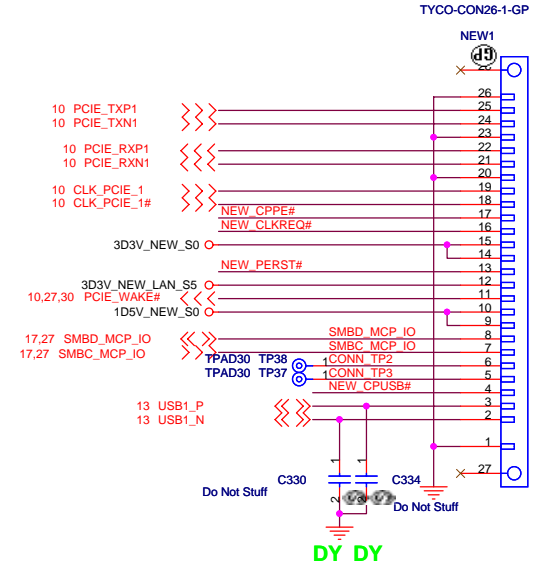 TYCO-CON26-1-GP
NEW1
GP
26
10 PCIE_TXP1 25
10 PCIE_TXN1 24
23
10 PCIE_RXP1 22
10 PCIE_RXN1 21
20
10 CLK_PCIE_1 19
10 CLK_PCIE_1# 18
NEW_CPPE# 17
NEW_CLKREQ# 16
3D3V_NEW_S0 15
14
NEW_PERST# 13
3D3V_NEW_LAN_S5 12
10,27,30 PCIE_WAKE# 11
1D5V_NEW_S0 10
9
17,27 SMBD_MCP_IO SMBD_MCP_IO 8
17,27 SMBC_MCP_IO SMBC_MCP_IO 7
TPAD30 TP38 1 CONN_TP2 6
TPAD30 TP37 1 CONN_TP3 5
NEW_CPUSB# 4
13 USB1_P 3
13 USB1_N 2
1
27
1 1
C330 C334
2
Do Not Stuff
Do Not Stuff
DY DY